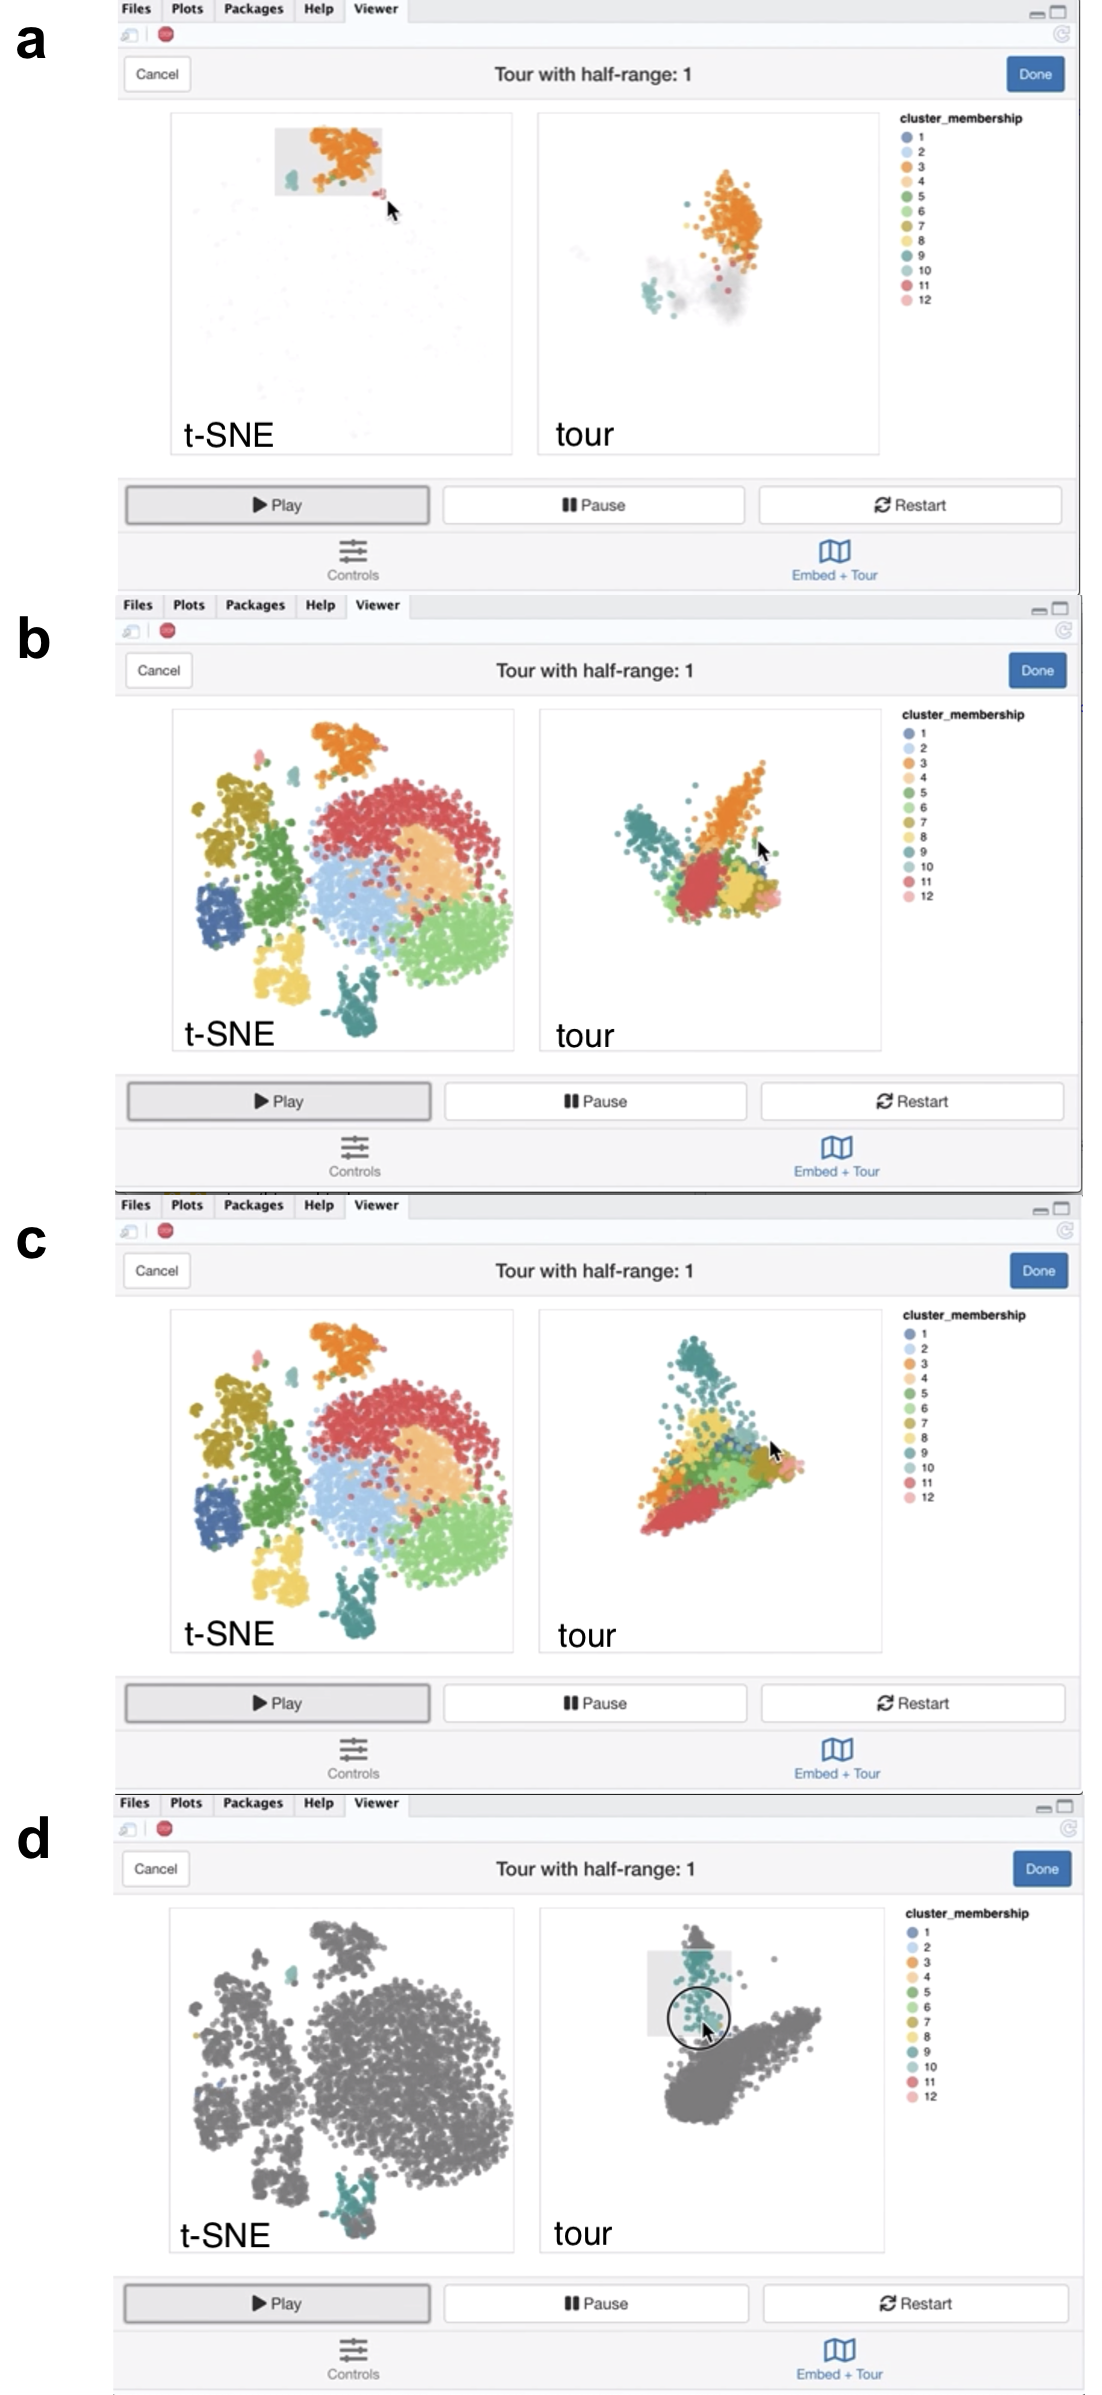 a
Files Plots Packages Help Viewer
Cancel Tour with half-range: 1 Done
cluster_membership
1
2
3
4
5
6
7
8
9
10
11
12
t-SNE tour
Play Pause Restart
Controls Embed + Tour
b
Files Plots Packages Help Viewer
Cancel Tour with half-range: 1 Done
cluster_membership
1
2
3
4
5
6
7
8
9
10
11
12
t-SNE tour
Play Pause Restart
Controls Embed + Tour
c
Files Plots Packages Help Viewer
Cancel Tour with half-range: 1 Done
cluster_membership
1
2
3
4
5
6
7
8
9
10
11
12
t-SNE tour
Play Pause Restart
Controls Embed + Tour
d
Files Plots Packages Help Viewer
Cancel Tour with half-range: 1 Done
cluster_membership
1
2
3
4
5
6
7
8
9
10
11
12
t-SNE tour
Play Pause Restart
Controls Embed + Tour